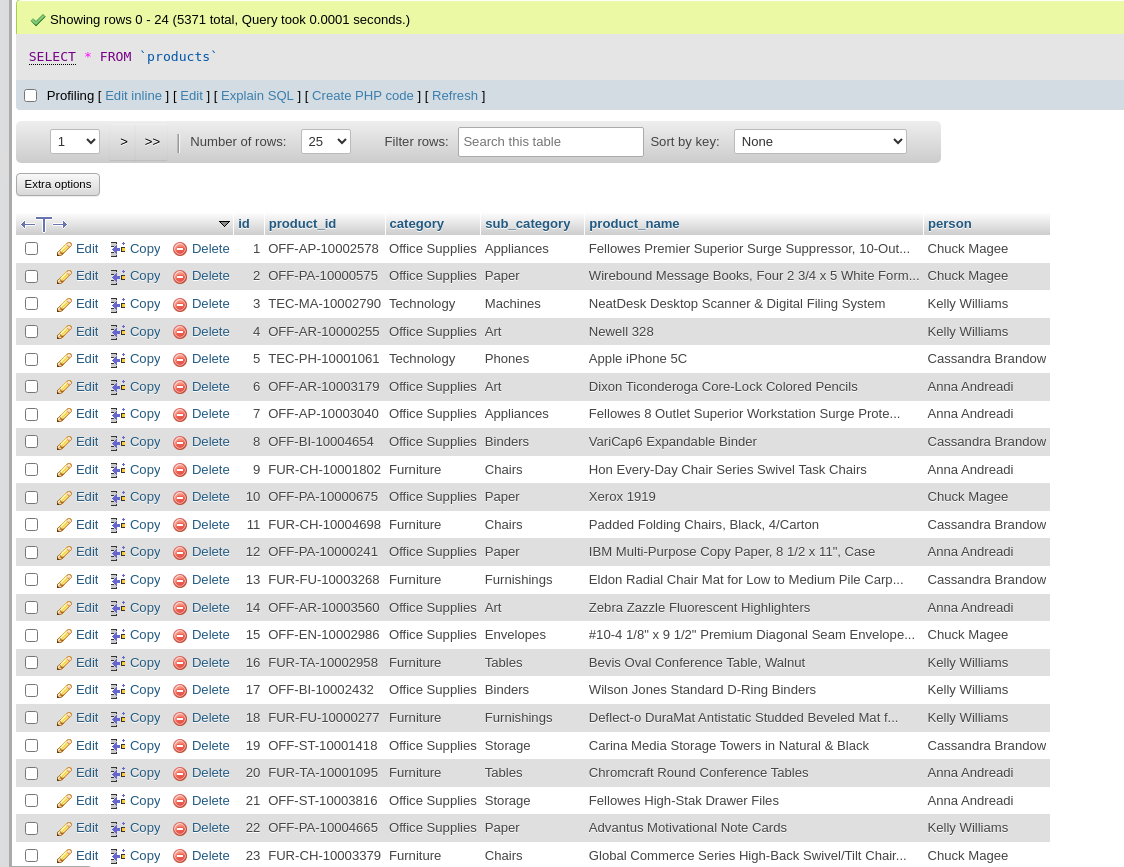 Showing rows 0 - 24 (5371 total, Query took 0.0001 seconds.)
SELECT * FROM `products`
Profiling [ Edit inline ] [ Edit ] [ Explain SQL ] [ Create PHP code ] [ Refresh ]
1 > >> | Number of rows: 25 Filter rows: Search this table Sort by key: None
Extra options
←T→ id product_id category sub_category product_name person
Edit Copy Delete 1 OFF-AP-10002578 Office Supplies Appliances Fellowes Premier Superior Surge Suppressor, 10-Out... Chuck Magee
Edit Copy Delete 2 OFF-PA-10000575 Office Supplies Paper Wirebound Message Books, Four 2 3/4 x 5 White Form... Chuck Magee
Edit Copy Delete 3 TEC-MA-10002790 Technology Machines NeatDesk Desktop Scanner & Digital Filing System Kelly Williams
Edit Copy Delete 4 OFF-AR-10000255 Office Supplies Art Newell 328 Kelly Williams
Edit Copy Delete 5 TEC-PH-10001061 Technology Phones Apple iPhone 5C Cassandra Brandow
Edit Copy Delete 6 OFF-AR-10003179 Office Supplies Art Dixon Ticonderoga Core-Lock Colored Pencils Anna Andreadi
Edit Copy Delete 7 OFF-AP-10003040 Office Supplies Appliances Fellowes 8 Outlet Superior Workstation Surge Prote... Anna Andreadi
Edit Copy Delete 8 OFF-BI-10004654 Office Supplies Binders VariCap6 Expandable Binder Cassandra Brandow
Edit Copy Delete 9 FUR-CH-10001802 Furniture Chairs Hon Every-Day Chair Series Swivel Task Chairs Anna Andreadi
Edit Copy Delete 10 OFF-PA-10000675 Office Supplies Paper Xerox 1919 Chuck Magee
Edit Copy Delete 11 FUR-CH-10004698 Furniture Chairs Padded Folding Chairs, Black, 4/Carton Cassandra Brandow
Edit Copy Delete 12 OFF-PA-10000241 Office Supplies Paper IBM Multi-Purpose Copy Paper, 8 1/2 x 11", Case Anna Andreadi
Edit Copy Delete 13 FUR-FU-10003268 Furniture Furnishings Eldon Radial Chair Mat for Low to Medium Pile Carp... Cassandra Brandow
Edit Copy Delete 14 OFF-AR-10003560 Office Supplies Art Zebra Zazzle Fluorescent Highlighters Anna Andreadi
Edit Copy Delete 15 OFF-EN-10002986 Office Supplies Envelopes #10-4 1/8" x 9 1/2" Premium Diagonal Seam Envelope... Chuck Magee
Edit Copy Delete 16 FUR-TA-10002958 Furniture Tables Bevis Oval Conference Table, Walnut Kelly Williams
Edit Copy Delete 17 OFF-BI-10002432 Office Supplies Binders Wilson Jones Standard D-Ring Binders Kelly Williams
Edit Copy Delete 18 FUR-FU-10000277 Furniture Furnishings Deflect-o DuraMat Antistatic Studded Beveled Mat f... Kelly Williams
Edit Copy Delete 19 OFF-ST-10001418 Office Supplies Storage Carina Media Storage Towers in Natural & Black Cassandra Brandow
Edit Copy Delete 20 FUR-TA-10001095 Furniture Tables Chromcraft Round Conference Tables Anna Andreadi
Edit Copy Delete 21 OFF-ST-10003816 Office Supplies Storage Fellowes High-Stak Drawer Files Anna Andreadi
Edit Copy Delete 22 OFF-PA-10004665 Office Supplies Paper Advantus Motivational Note Cards Kelly Williams
Edit Copy Delete 23 FUR-CH-10003379 Furniture Chairs Global Commerce Series High-Back Swivel/Tilt Chair... Chuck Magee